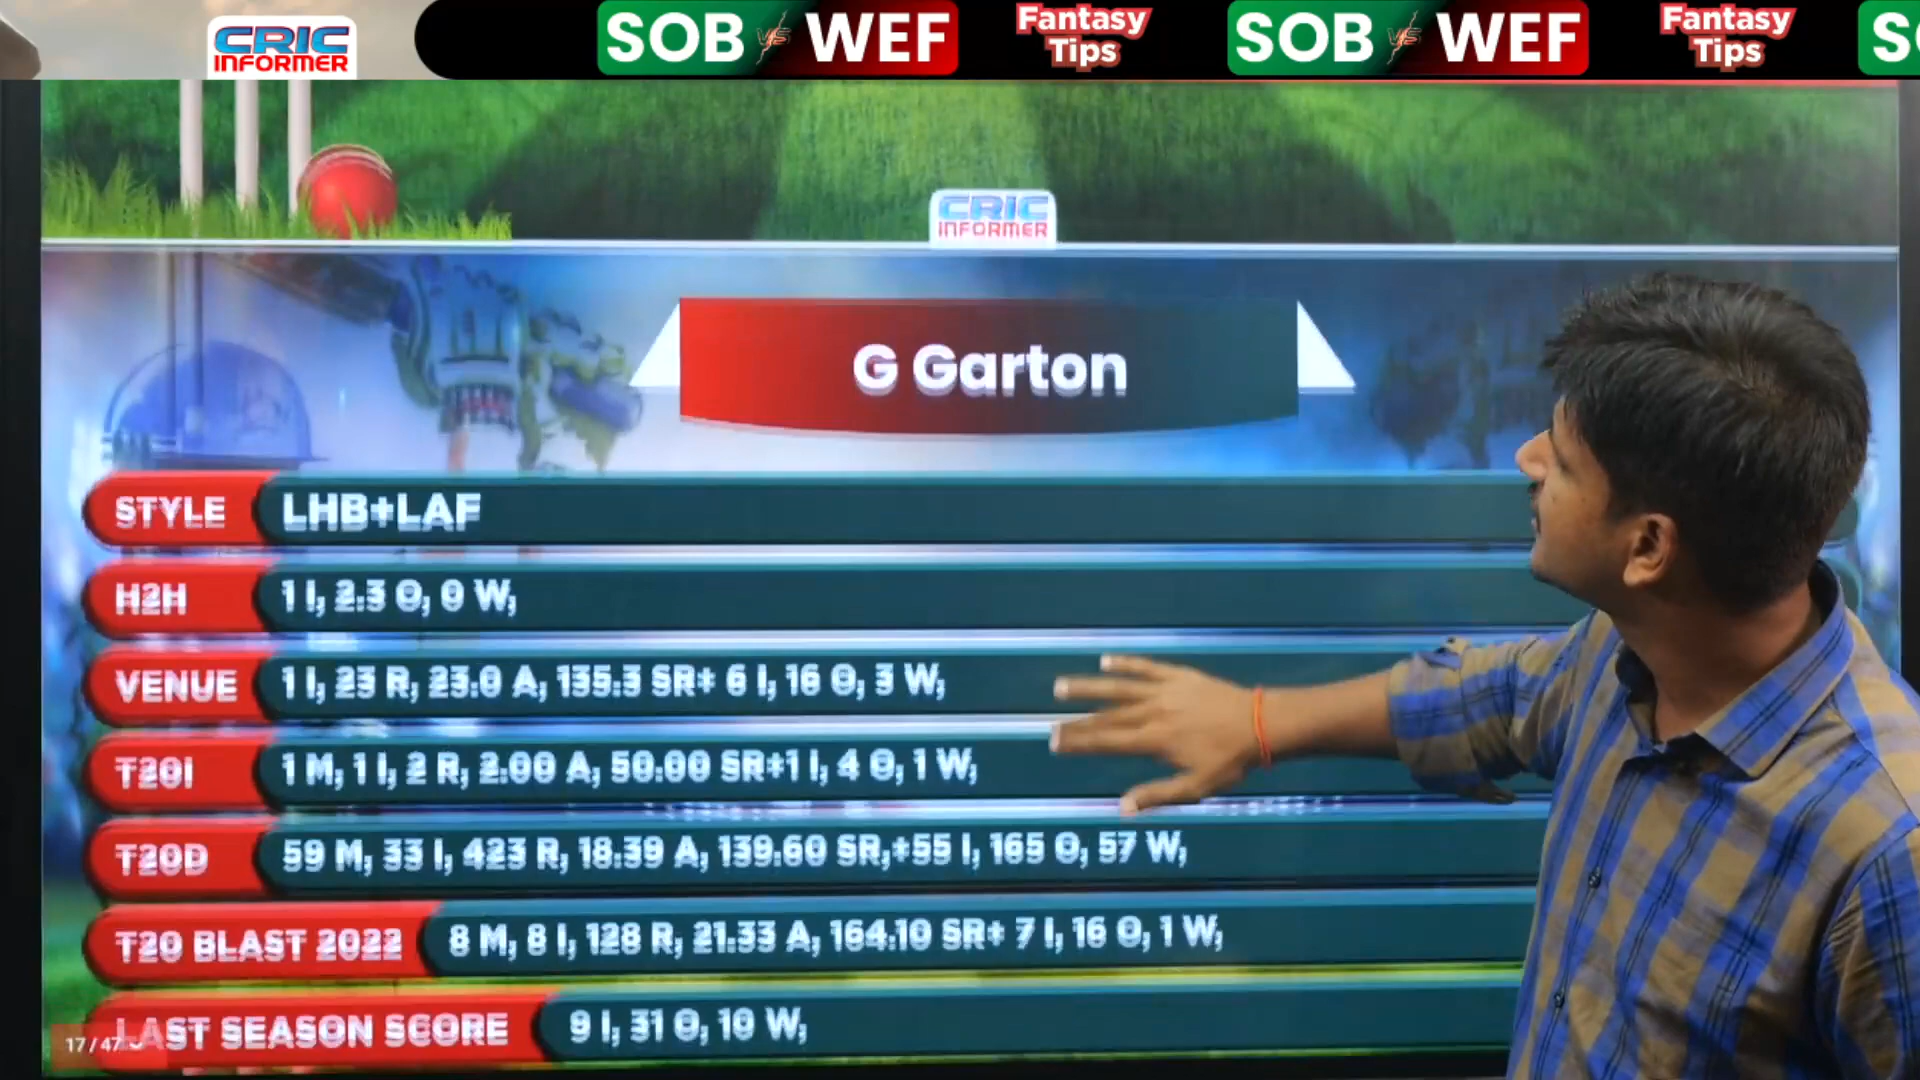 CRIC INFORMER
SOB VS WEF Fantasy Tips SOB VS WEF Fantasy Tips
CRIC INFORMER
G Garton
STYLE LHB+LAF
H2H 1 I, 2.3 O, 0 W,
VENUE 1 I, 23 R, 23.0 A, 135.3 SR+ 6 I, 16 O, 3 W,
T20I 1 M, 1 I, 2 R, 2.00 A, 50.00 SR+1 I, 4 O, 1 W,
T20D 59 M, 33 I, 423 R, 18.39 A, 139.60 SR,+55 I, 165 O, 57 W,
T20 BLAST 2022 8 M, 8 I, 128 R, 21.33 A, 164.10 SR+ 7 I, 16 O, 1 W,
LAST SEASON SCORE 9 I, 31 O, 10 W,
17/47